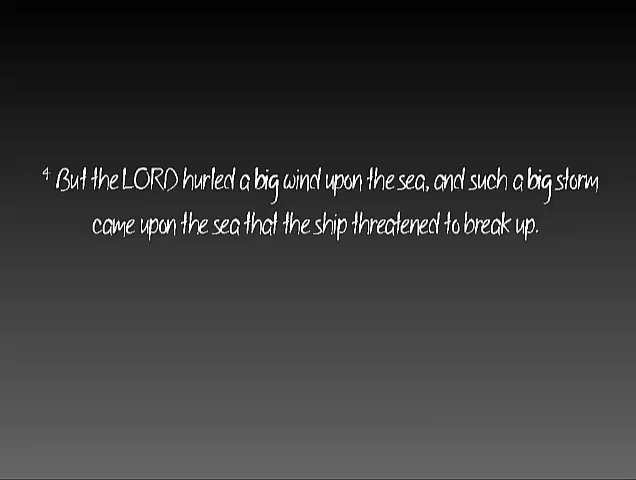 4 But the LORD hurled a big wind upon the sea, and such a big storm
came upon the sea that the ship threatened to break up.